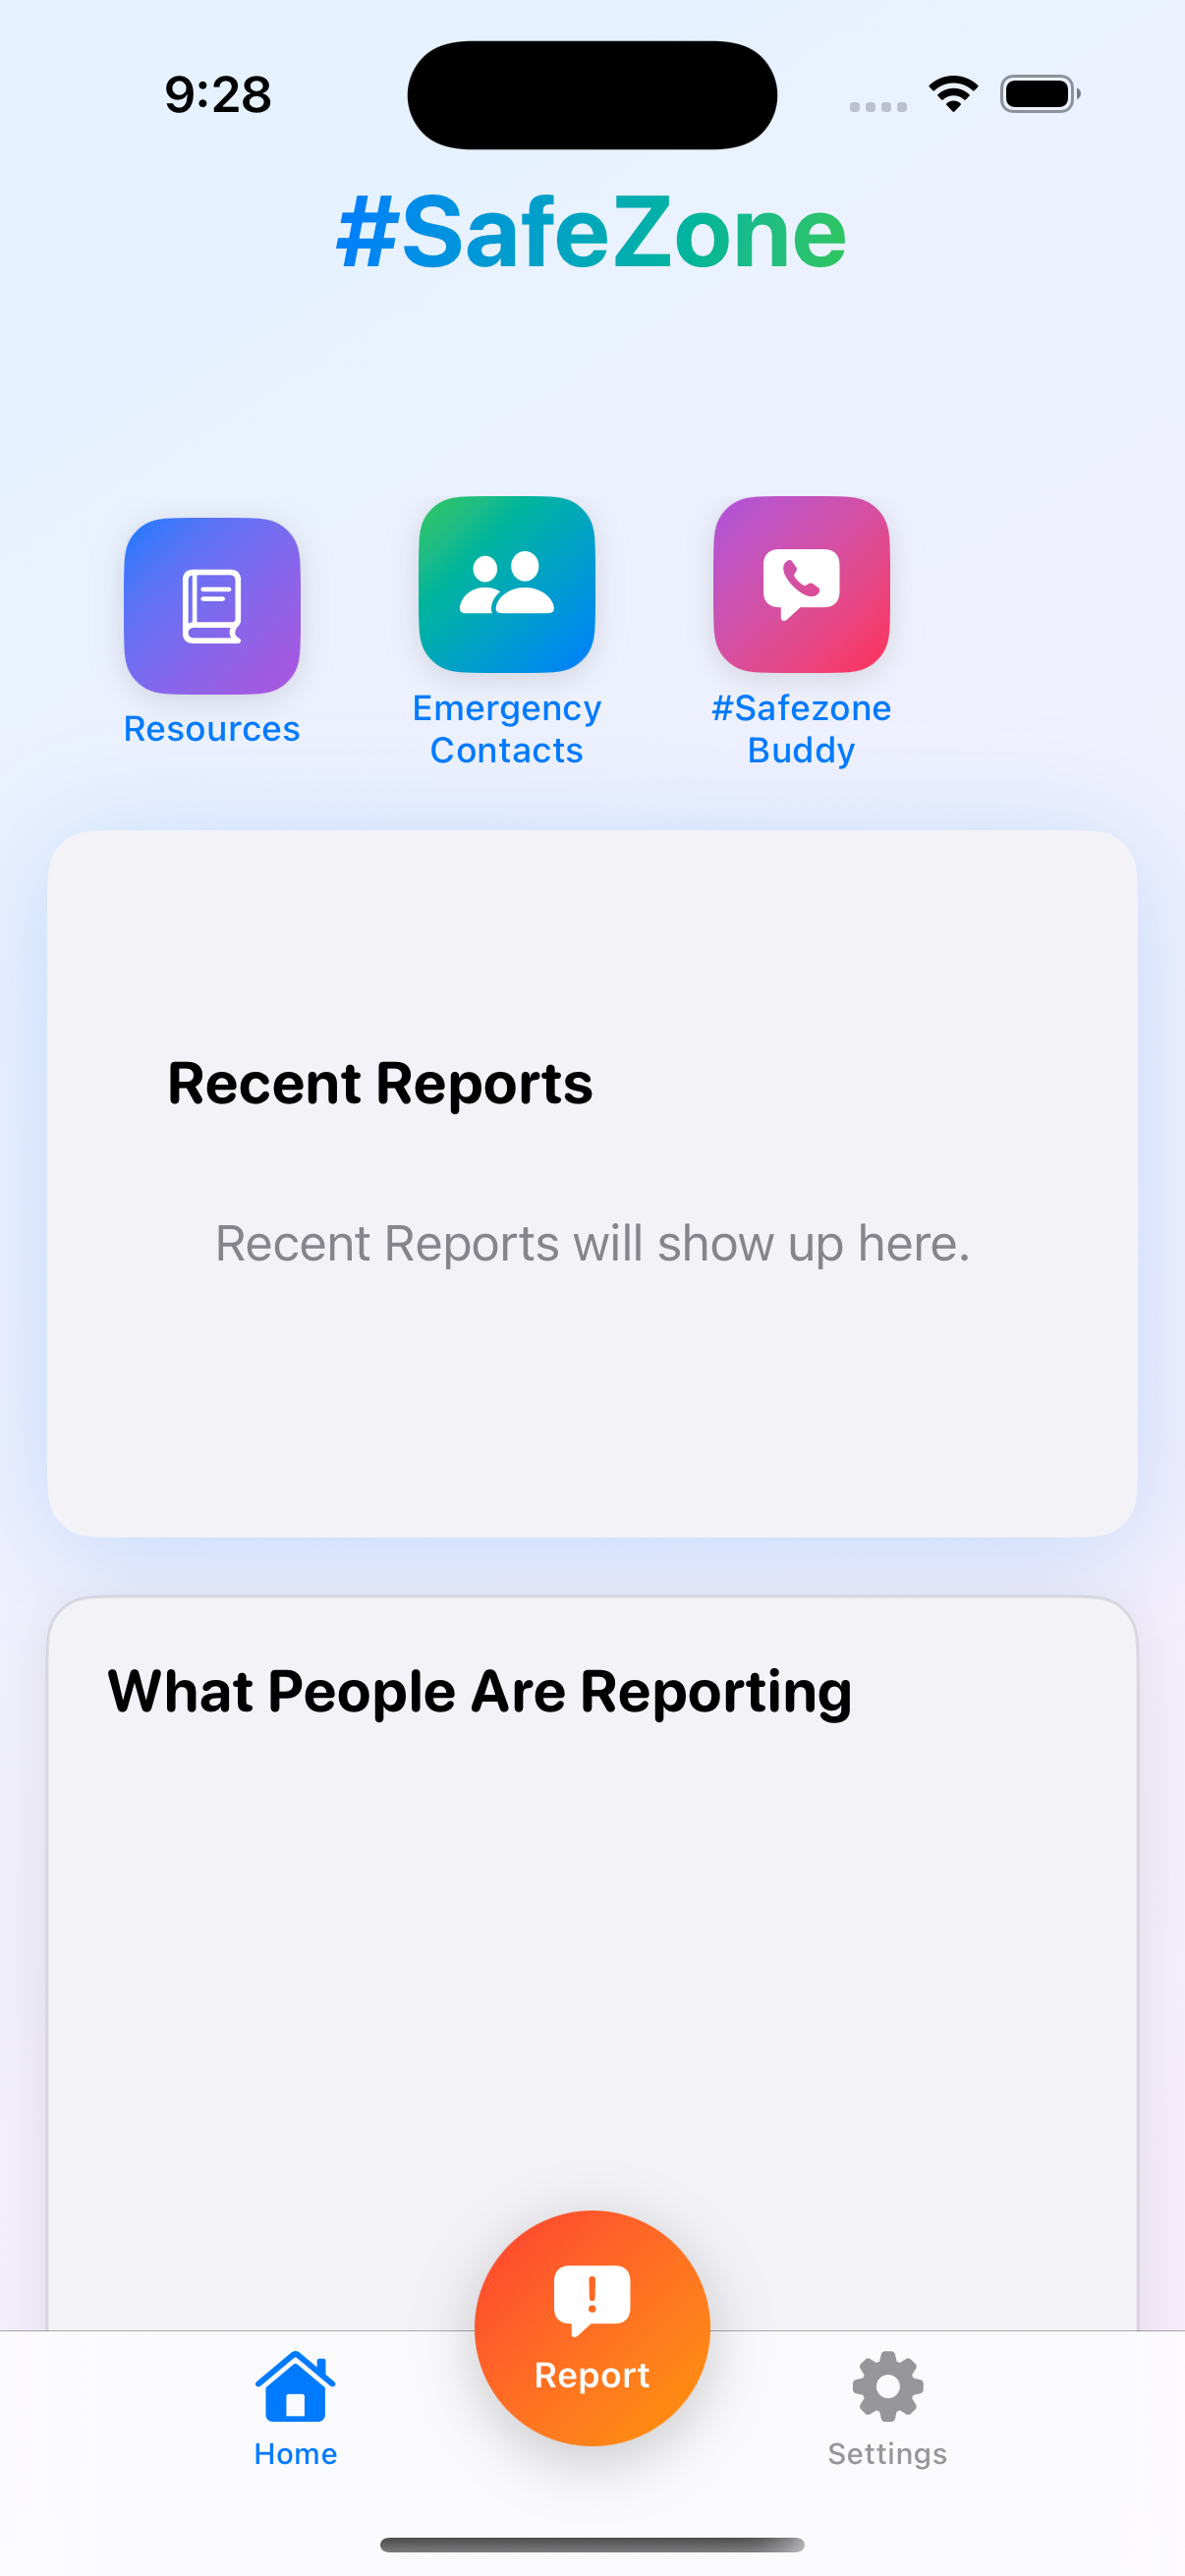 9:28
#SafeZone
Resources
Emergency
Contacts
#Safezone
Buddy
Recent Reports
Recent Reports will show up here.
What People Are Reporting
Report
Home
Settings